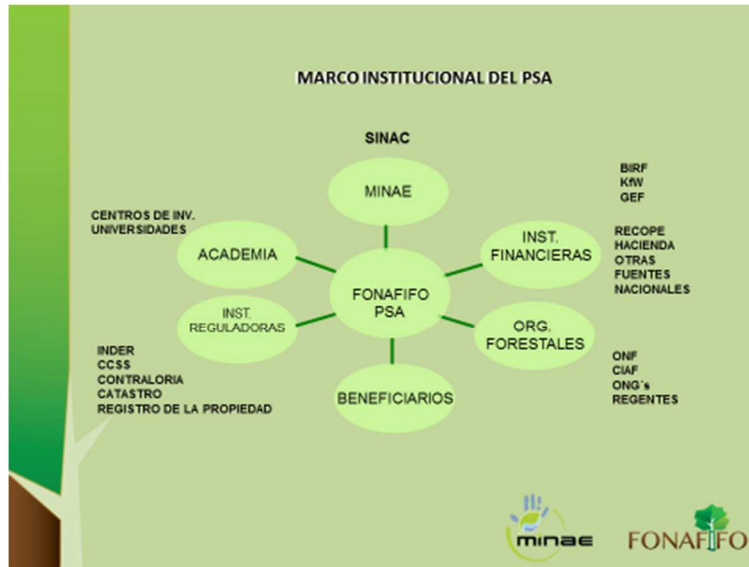 MARCO INSTITUCIONAL DEL PSA
SINAC
MINAE
BIRF
KfW
GEF
CENTROS DE INV.
UNIVERSIDADES
ACADEMIA
INST.
FINANCIERAS
RECOPE
HACIENDA
OTRAS
FUENTES
NACIONALES
FONAFIFO
PSA
INST.
REGULADORAS
ORG.
FORESTALES
INDER
CCSS
CONTRALORIA
CATASTRO
REGISTRO DE LA PROPIEDAD
BENEFICIARIOS
ONF
CIAF
ONG´s
REGENTES
minae
FONAFIFO